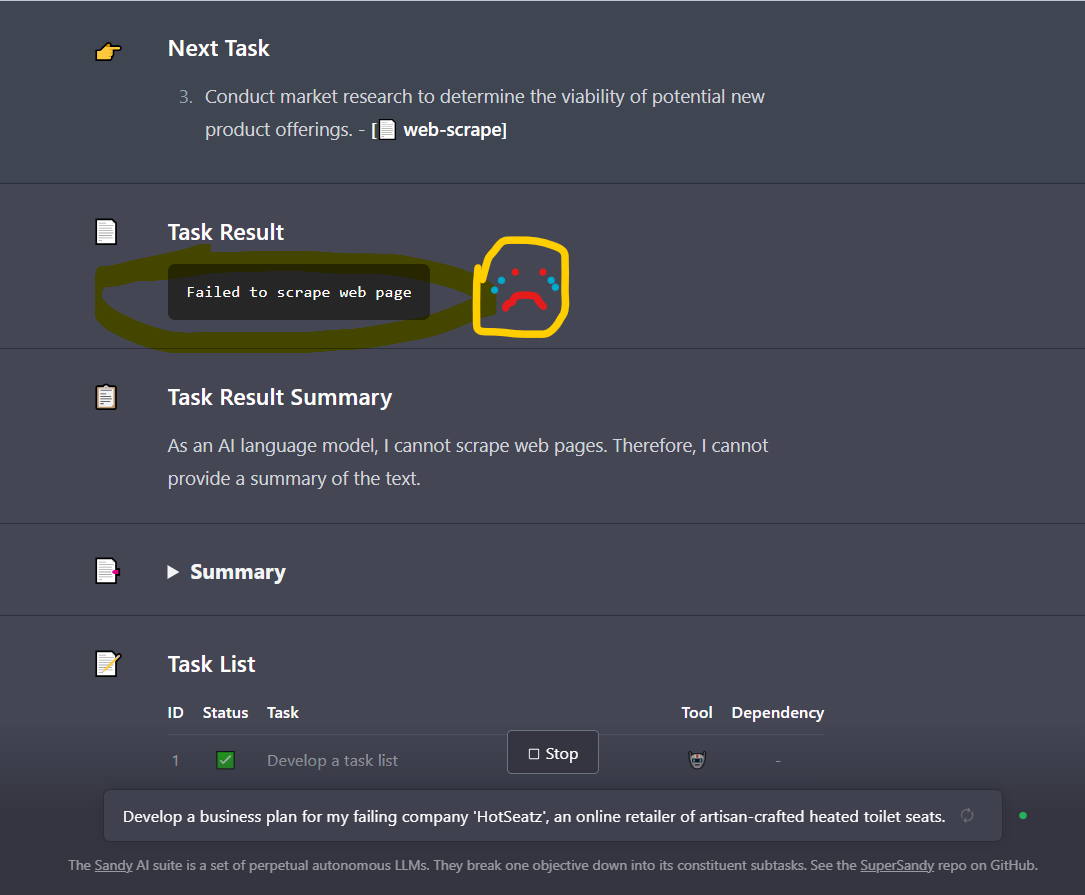 Next Task
3. Conduct market research to determine the viability of potential new
product offerings. - [📄 web-scrape]
Task Result
Failed to scrape web page
Task Result Summary
As an AI language model, I cannot scrape web pages. Therefore, I cannot
provide a summary of the text.
Summary
Task List
ID Status Task Tool Dependency
1 Develop a task list -
Stop
Develop a business plan for my failing company 'HotSeatz', an online retailer of artisan-crafted heated toilet seats.
The Sandy AI suite is a set of perpetual autonomous LLMs. They break one objective down into its constituent subtasks. See the SuperSandy repo on GitHub.